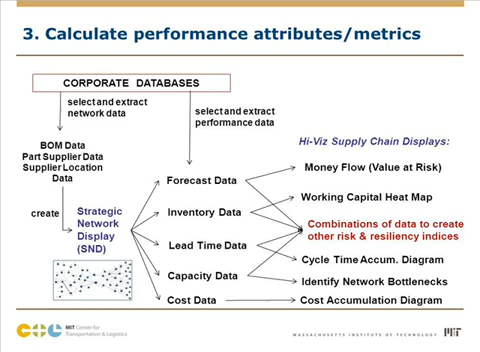 3. Calculate performance attributes/metrics
CORPORATE DATABASES
select and extract
network data
select and extract
performance data
BOM Data
Part Supplier Data
Supplier Location
Data
create
Strategic
Network
Display
(SND)
Forecast Data
Inventory Data
Lead Time Data
Capacity Data
Cost Data
Hi-Viz Supply Chain Displays:
Money Flow (Value at Risk)
Working Capital Heat Map
Combinations of data to create
other risk & resiliency indices
Cycle Time Accum. Diagram
Identify Network Bottlenecks
Cost Accumulation Diagram
CTL
MIT Center for
Transportation & Logistics
MASSACHUSETTS INSTITUTE OF TECHNOLOGY
MIT